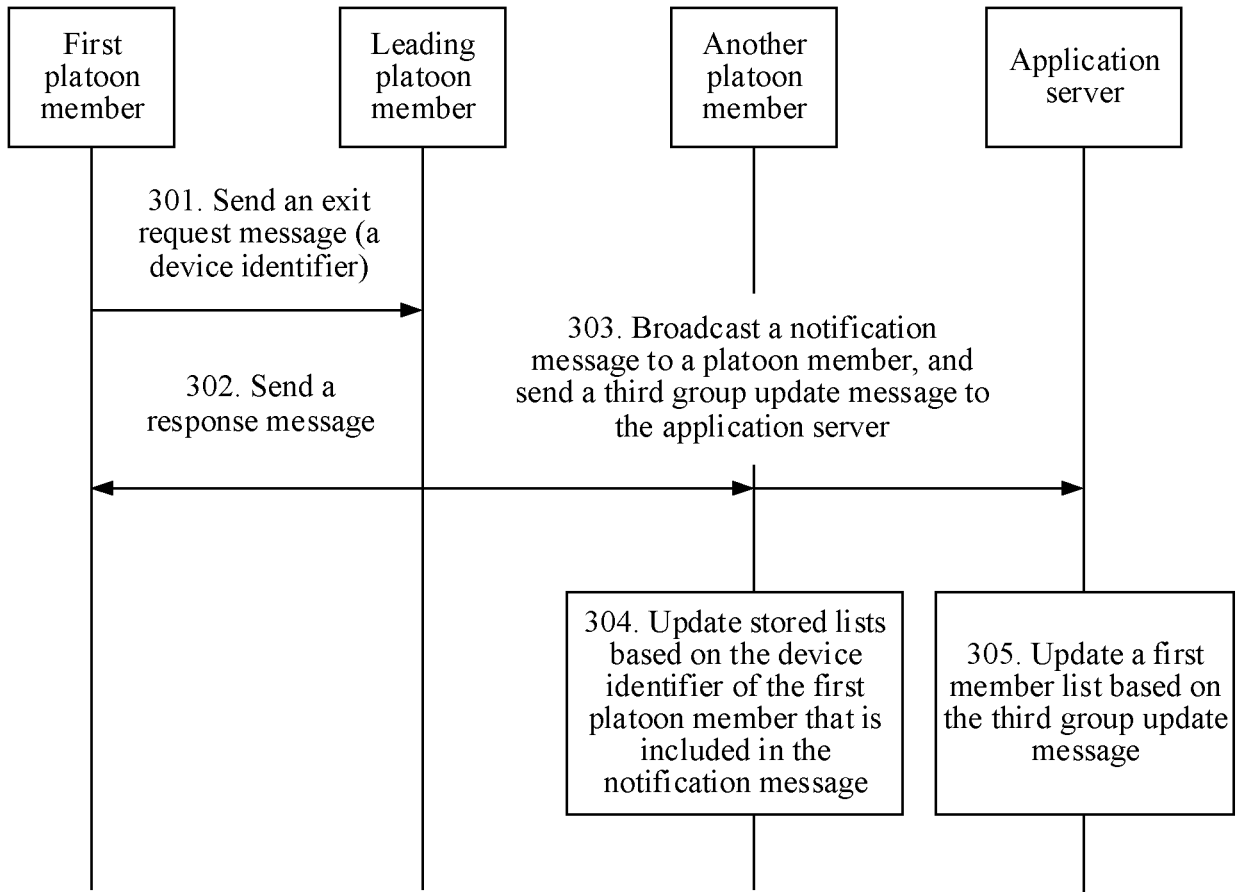 First
platoon
member
Leading
platoon
member
Another
platoon
member
Application
server
301. Send an exit
request message (a
device identifier)
302. Send a
response message
303. Broadcast a notification
message to a platoon member, and
send a third group update message to
the application server
304. Update stored lists
based on the device
identifier of the first
platoon member that is
included in the
notification message
305. Update a first
member list based on
the third group update
message